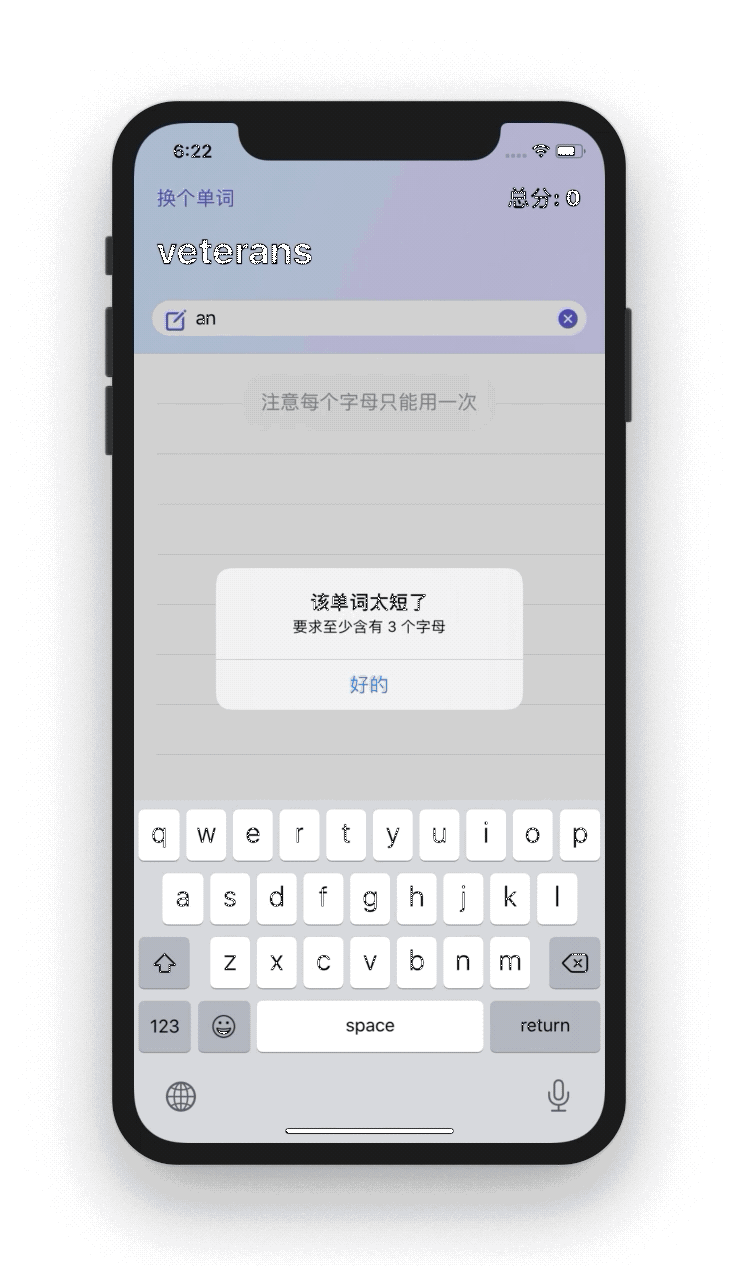 6:22
换个单词 总分: 0
veterans
an
注意每个字母只能用一次
该单词太短了
要求至少含有 3 个字母
好的
q w e r t y u i o p
a s d f g h j k l
z x c v b n m
123 space return